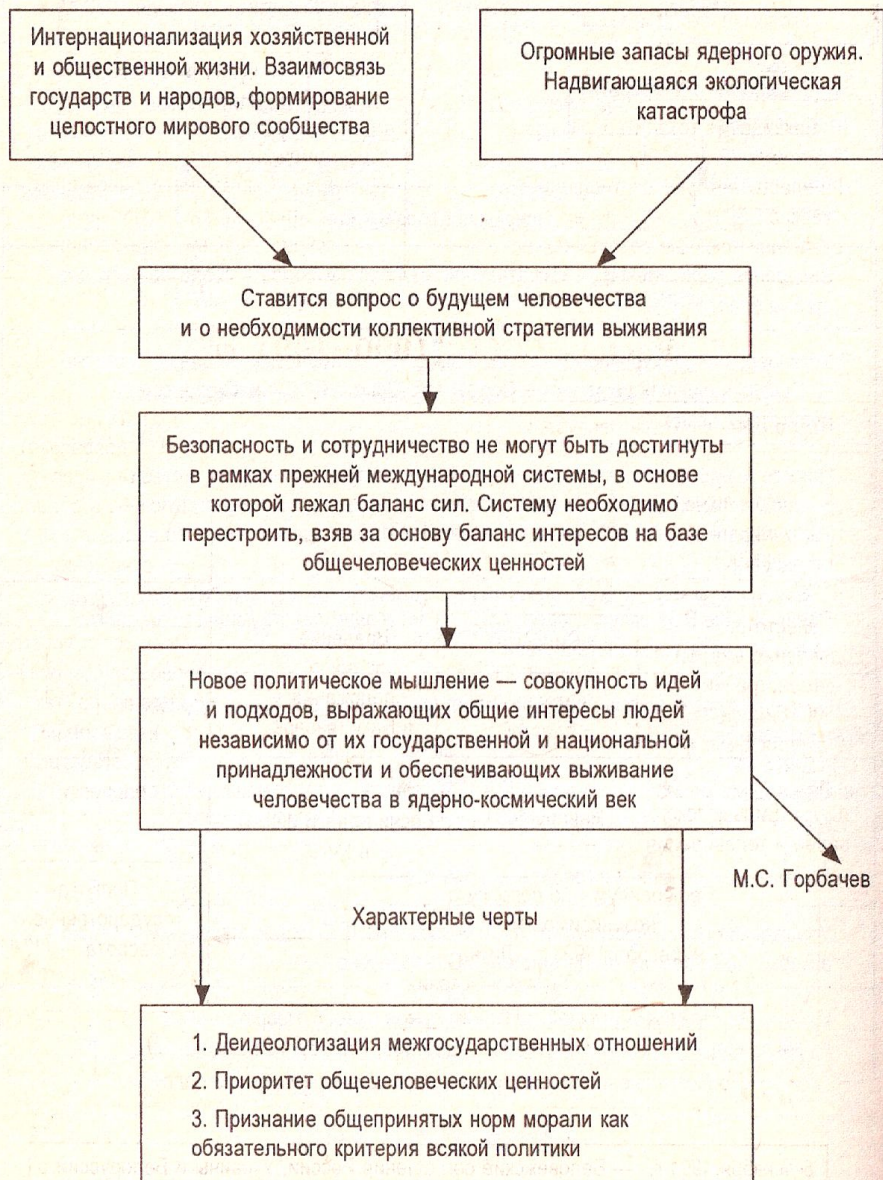 Интернационализация хозяйственной
и общественной жизни. Взаимосвязь
государств и народов, формирование
целостного мирового сообщества
Огромные запасы ядерного оружия.
Надвигающаяся экологическая
катастрофа
Ставится вопрос о будущем человечества
и о необходимости коллективной стратегии выживания
Безопасность и сотрудничество не могут быть достигнуты
в рамках прежней международной системы, в основе
которой лежал баланс сил. Систему необходимо
перестроить, взяв за основу баланс интересов на базе
общечеловеческих ценностей
Новое политическое мышление — совокупность идей
и подходов, выражающих общие интересы людей
независимо от их государственной и национальной
принадлежности и обеспечивающих выживание
человечества в ядерно-космический век
М.С. Горбачев
Характерные черты
1. Деидеологизация межгосударственных отношений
2. Приоритет общечеловеческих ценностей
3. Признание общепринятых норм морали как
обязательного критерия всякой политики